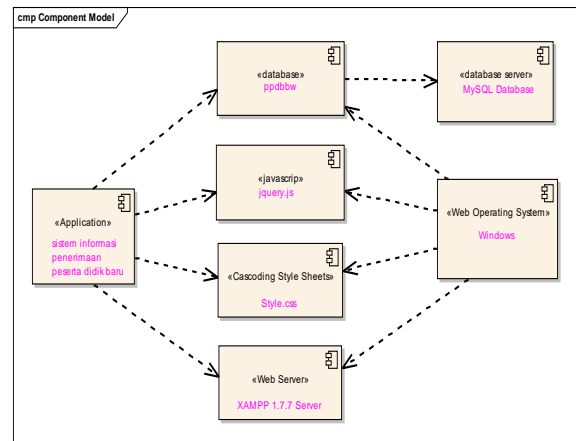 cmp Component Model
«database»
ppdbbw
«database server»
MySQL Database
«javascrip»
jquery.js
«Application»
sistem informasi
penerimaan
peserta didik baru
«Web Operating System»
Windows
«Cascoding Style Sheets»
Style.css
«Web Server»
XAMPP 1.7.7 Server